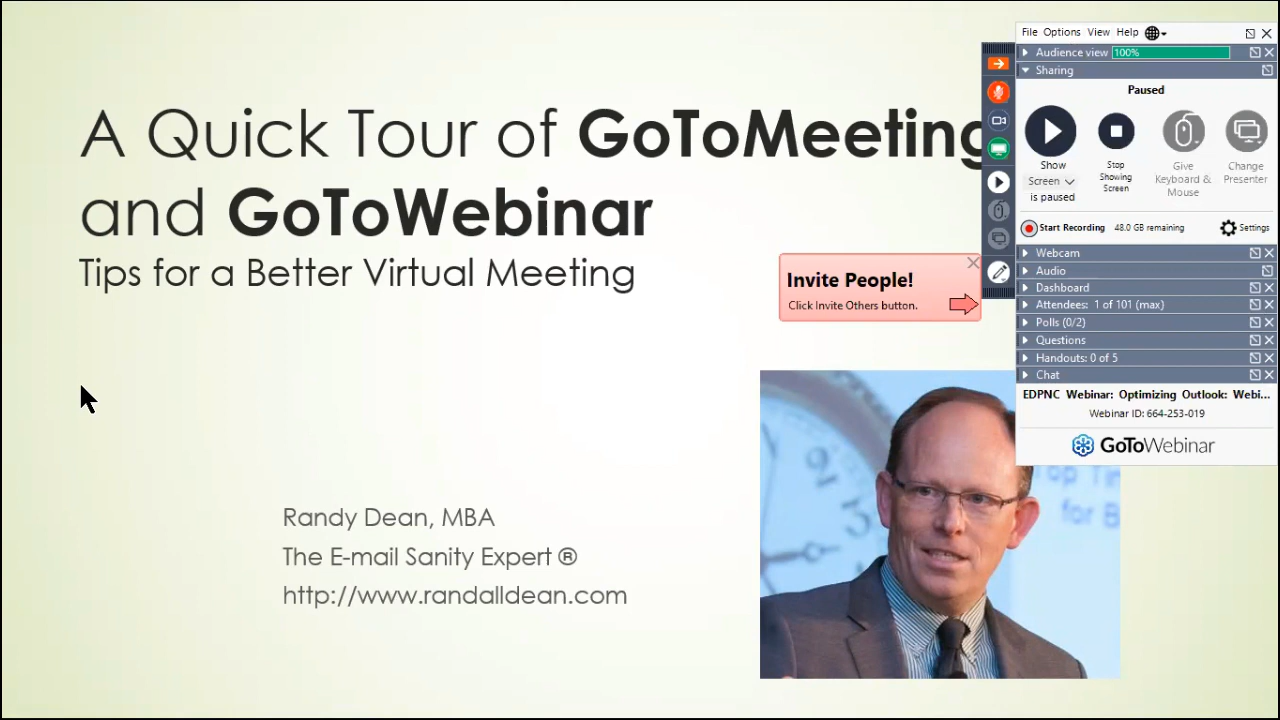 A Quick Tour of GoToMeeting
and GoToWebinar
Tips for a Better Virtual Meeting
Invite People!
Click Invite Others button.
Randy Dean, MBA
The E-mail Sanity Expert ®
http://www.randalldean.com
File Options View Help
Audience view 100%
Sharing
Paused
Show
Screen
is paused
Stop
Showing
Screen
Give
Keyboard &
Mouse
Change
Presenter
Start Recording 48.0 GB remaining Settings
Webcam
Audio
Dashboard
Attendees: 1 of 101 (max)
Polls (0/2)
Questions
Handouts: 0 of 5
Chat
EDPNC Webinar: Optimizing Outlook: Webi...
Webinar ID: 664-253-019
GoToWebinar
for B